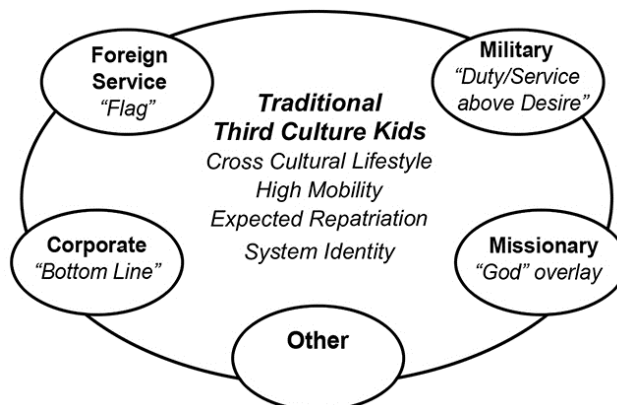 Foreign
Service
“Flag”
Military
“Duty/Service
above Desire”
Traditional
Third Culture Kids
Cross Cultural Lifestyle
High Mobility
Expected Repatriation
System Identity
Corporate
“Bottom Line”
Missionary
“God” overlay
Other